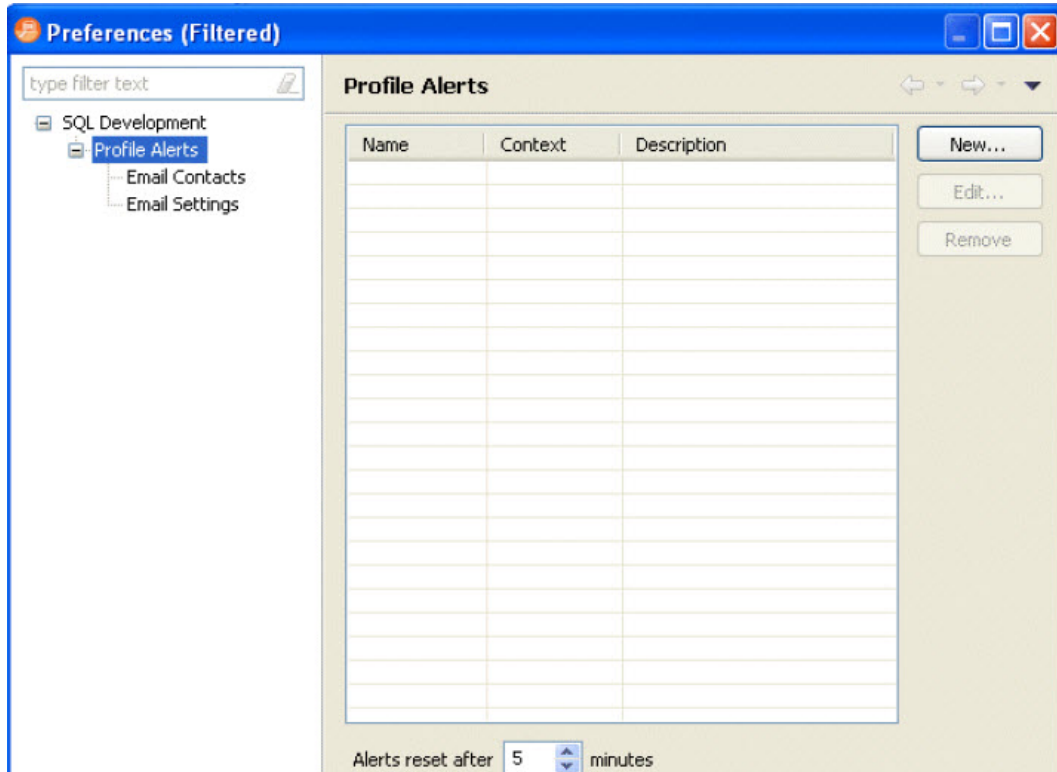 Preferences (Filtered)
type filter text
SQL Development
Profile Alerts
Email Contacts
Email Settings
Profile Alerts
Name Context Description
New...
Edit...
Remove
Alerts reset after 5 minutes